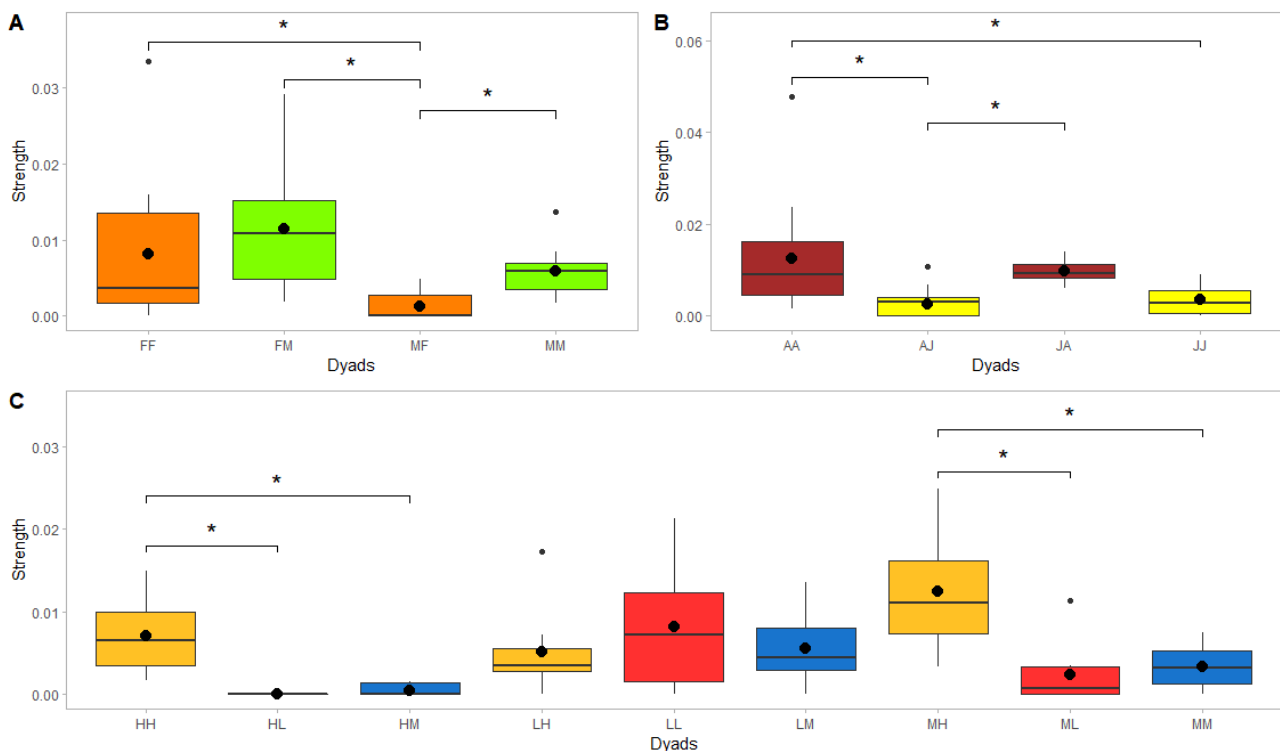 A
Strength
0.03
0.02
0.01
0.00
*
*
*
FF FM MF MM
Dyads
B
Strength
0.06
0.04
0.02
0.00
*
*
*
AA AJ JA JJ
Dyads
C
Strength
0.03
0.02
0.01
0.00
*
*
*
*
HH HL HM LH LL LM MH ML MM
Dyads